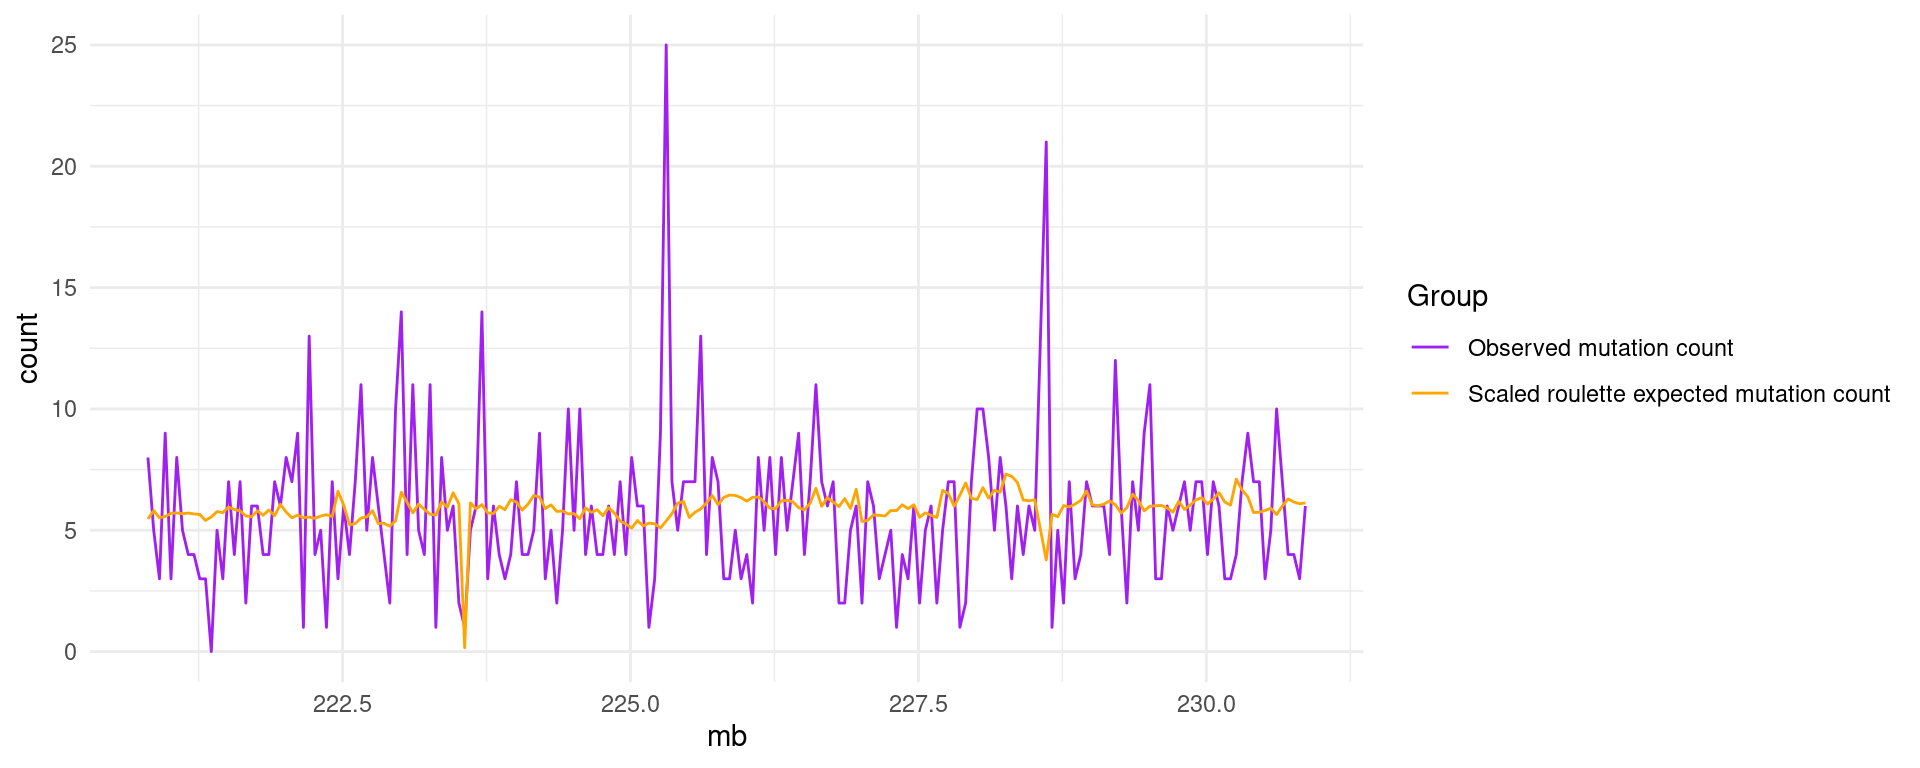 25
20
15
10
5
0
count
222.5 225.0 227.5 230.0
mb
Group
Observed mutation count
Scaled roulette expected mutation count